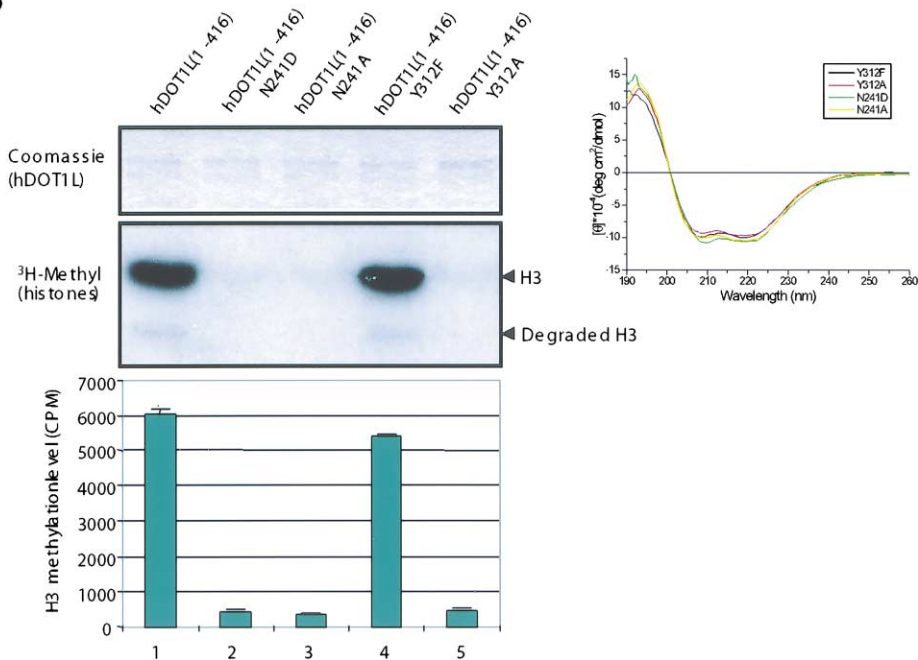 hDOT1L(1 -416)
hDOT1L(1 -416)
N241D
hDOT1L(1 -416)
N241A
hDOT1L(1 -416)
Y312F
hDOT1L(1 -416)
Y312A
Coomassie
(hDOT1L)
³H-Methyl
(histones)
H3
Degraded H3
H3 methylation level (CPM)
7000
6000
5000
4000
3000
2000
1000
0
1 2 3 4 5
[θ]*10⁻⁴(deg cm²/dmol)
15
10
5
0
-5
-10
-15
190 200 210 220 230 240 250 260
Wavelength (nm)
Y312F
Y312A
N241D
N241A